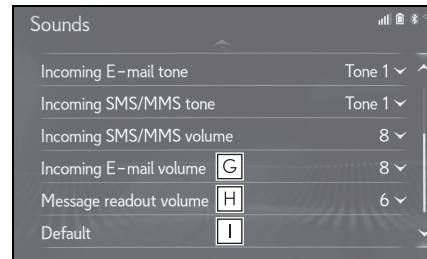 Sounds
Incoming E-mail tone Tone 1
Incoming SMS/MMS tone Tone 1
Incoming SMS/MMS volume 8
Incoming E-mail volume G 8
Message readout volume H 6
Default I